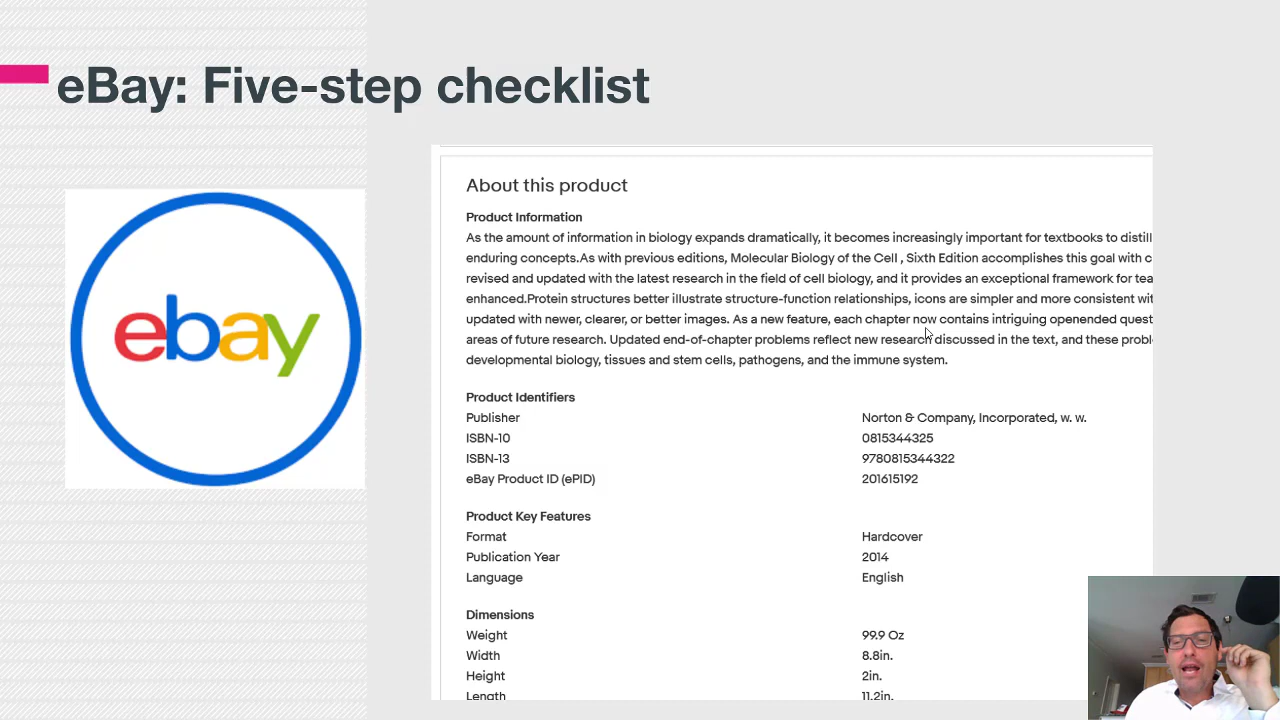 eBay: Five-step checklist
ebay
About this product
Product Information
As the amount of information in biology expands dramatically, it becomes increasingly important for textbooks to distill
enduring concepts.As with previous editions, Molecular Biology of the Cell , Sixth Edition accomplishes this goal with c
revised and updated with the latest research in the field of cell biology, and it provides an exceptional framework for tea
enhanced.Protein structures better illustrate structure-function relationships, icons are simpler and more consistent wit
updated with newer, clearer, or better images. As a new feature, each chapter now contains intriguing openended quest
areas of future research. Updated end-of-chapter problems reflect new research discussed in the text, and these probl
developmental biology, tissues and stem cells, pathogens, and the immune system.
Product Identifiers
Publisher Norton & Company, Incorporated, w. w.
ISBN-10 0815344325
ISBN-13 9780815344322
eBay Product ID (ePID) 201615192
Product Key Features
Format Hardcover
Publication Year 2014
Language English
Dimensions
Weight 99.9 Oz
Width 8.8in.
Height 2in.
Length 11.2in.